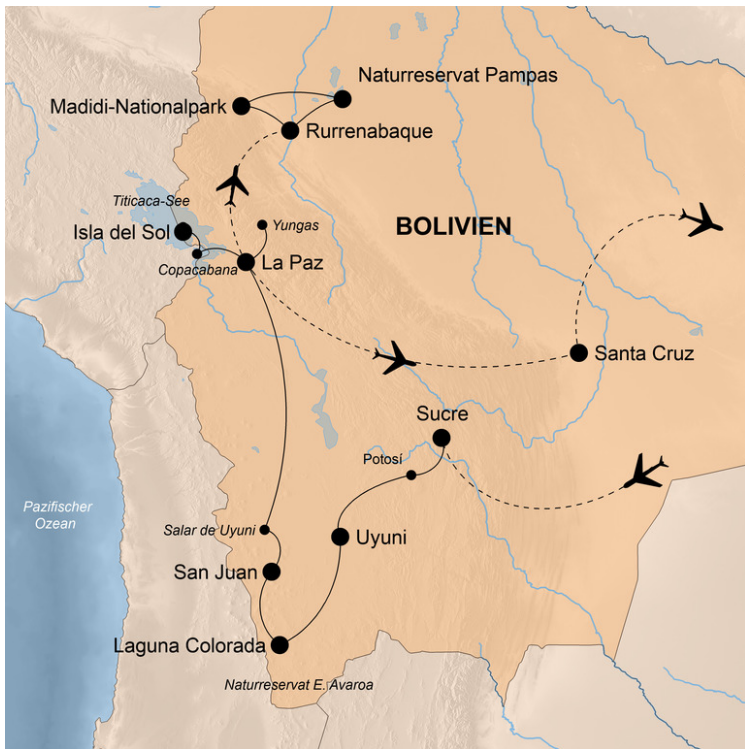 Naturreservat Pampas
Madidi-Nationalpark
Rurrenabaque
Titicaca-See
Isla del Sol
Yungas
BOLIVIEN
Copacabana
La Paz
Santa Cruz
Sucre
Potosí
Pazifischer
Ozean
Salar de Uyuni
Uyuni
San Juan
Laguna Colorada
Naturreservat E. Avaroa